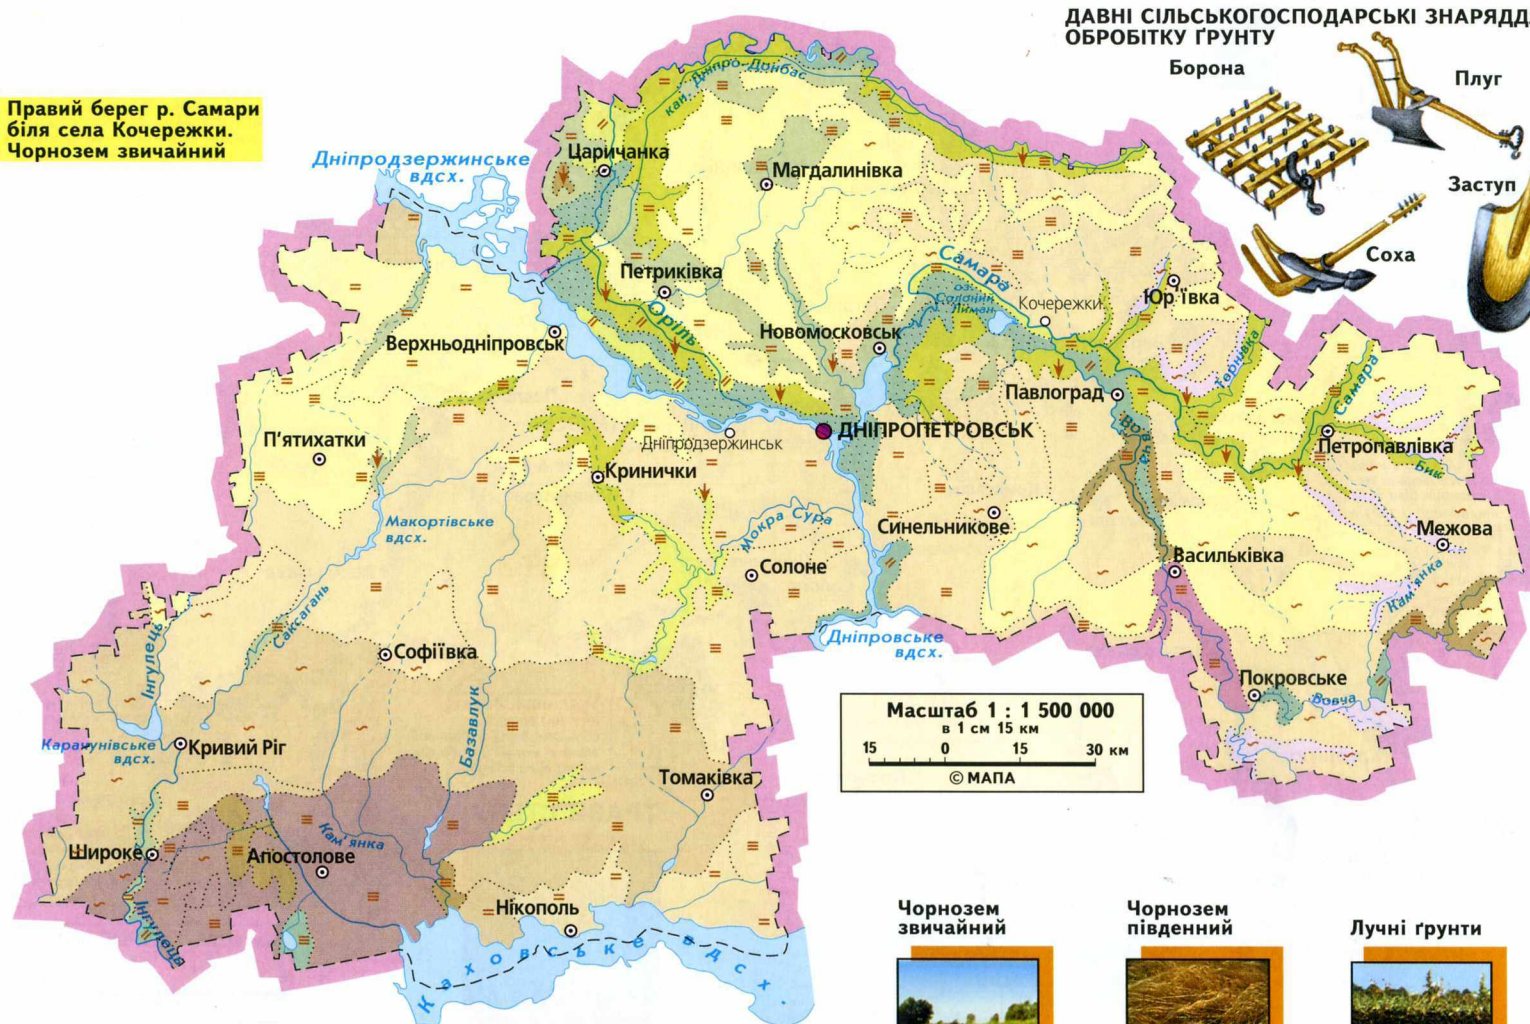 ДАВНІ СІЛЬСЬКОГОСПОДАРСЬКІ ЗНАРЯДД
ОБРОБІТКУ ҐРУНТУ
Борона
Плуг
Заступ
Соха
Правий берег р. Самари
біля села Кочережки.
Чорнозем звичайний
Дніпродзержинське
вдсх.
кан. Дніпро-Донбас
Царичанка
Магдалинівка
Петриківка
Оріль
Самара
оз.
Солоний
Лиман
Кочережки
Юр'ївка
Верхньодніпровськ
Новомосковськ
Тернівка
Самара
Павлоград
П'ятихатки
Дніпродзержинськ
ДНІПРОПЕТРОВСЬК
Вовча
Петропавлівка
Бик
Кринички
Макортівське
вдсх.
Мокра Сура
Синельникове
Межова
Солоне
Васильківка
Кам'янка
Саксагань
Інгулець
Дніпровське
вдсх.
Софіївка
Покровське
Вовча
Базавлук
Карачунівське
вдсх.
Кривий Ріг
Томаківка
Масштаб 1 : 1 500 000
в 1 см 15 км
15 0 15 30 км
© МАПА
Широке
Апостолове
Кам'янка
Інгулець
Нікополь
Каховське вдсх.
Чорнозем
звичайний
Чорнозем
південний
Лучні ґрунти